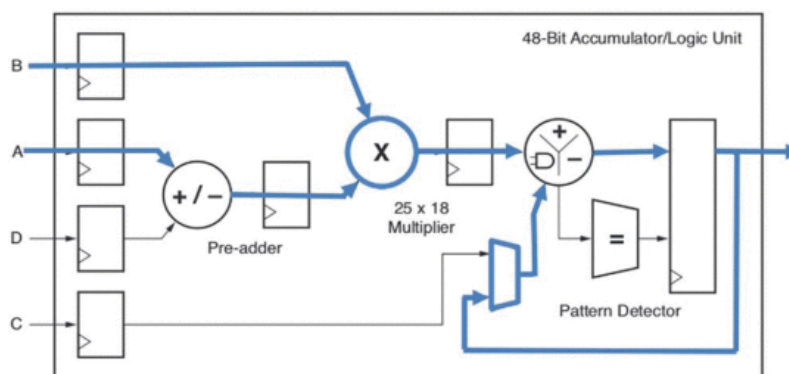 48-Bit Accumulator/Logic Unit
B
A
D
C
+ / −
Pre-adder
X
25 x 18
Multiplier
+
−
=
Pattern Detector